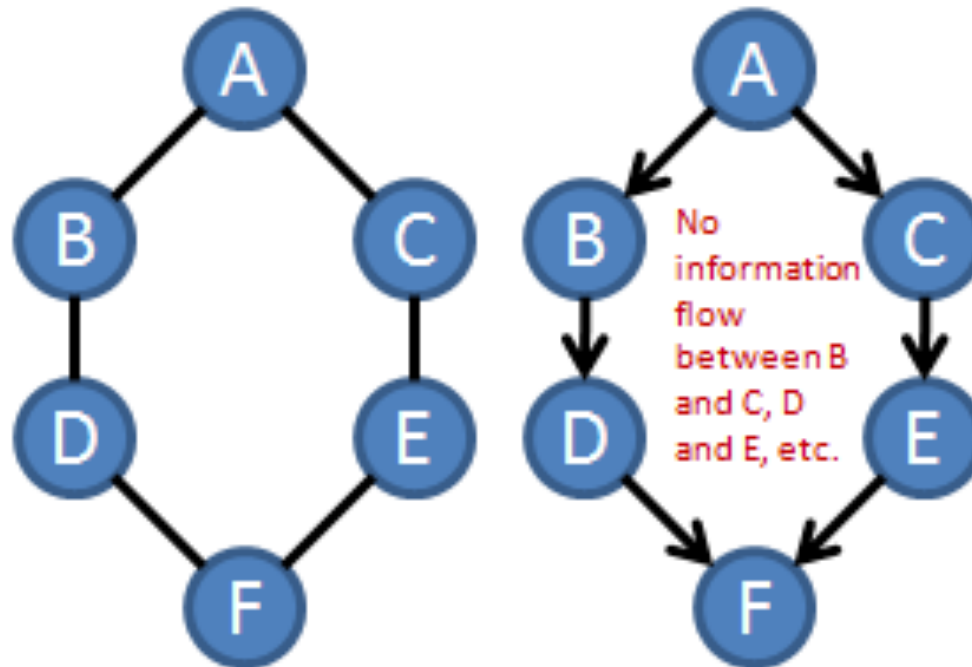 A
A
B
C
B
No
information
flow
between B
and C, D
and E, etc.
C
D
E
D
E
F
F